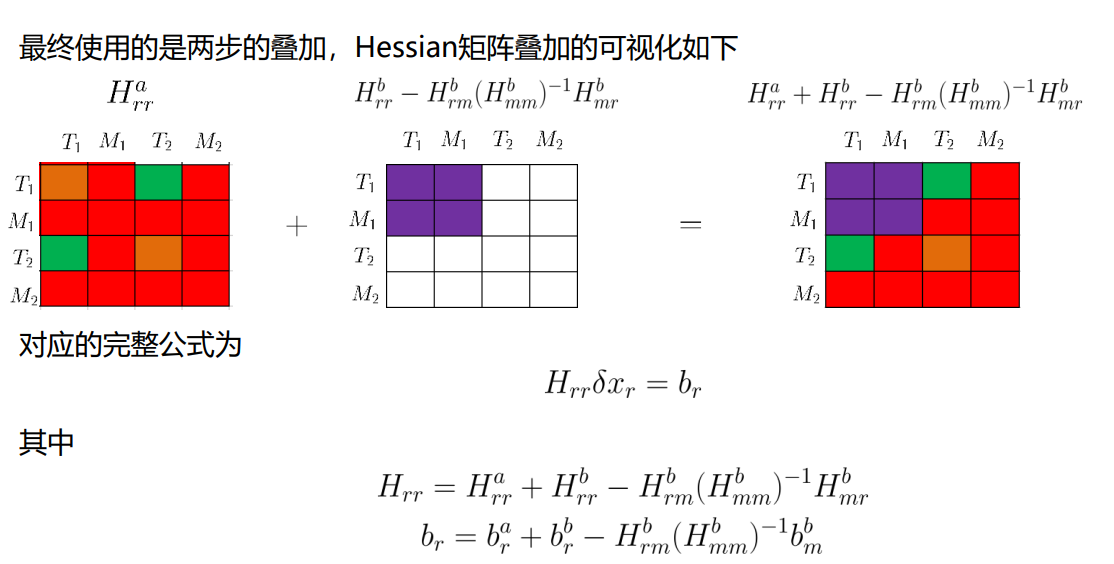 最终使用的是两步的叠加，Hessian矩阵叠加的可视化如下
$H_{rr}^a$ $H_{rr}^b - H_{rm}^b(H_{mm}^b)^{-1}H_{mr}^b$ $H_{rr}^a + H_{rr}^b - H_{rm}^b(H_{mm}^b)^{-1}H_{mr}^b$
$T_1$ $M_1$ $T_2$ $M_2$ $T_1$ $M_1$ $T_2$ $M_2$ $T_1$ $M_1$ $T_2$ $M_2$
$T_1$ $T_1$ $T_1$
$M_1$ + $M_1$ = $M_1$
$T_2$ $T_2$ $T_2$
$M_2$ $M_2$ $M_2$
对应的完整公式为
$H_{rr}\delta x_r = b_r$
其中
$H_{rr} = H_{rr}^a + H_{rr}^b - H_{rm}^b(H_{mm}^b)^{-1}H_{mr}^b$
$b_r = b_r^a + b_r^b - H_{rm}^b(H_{mm}^b)^{-1}b_m^b$